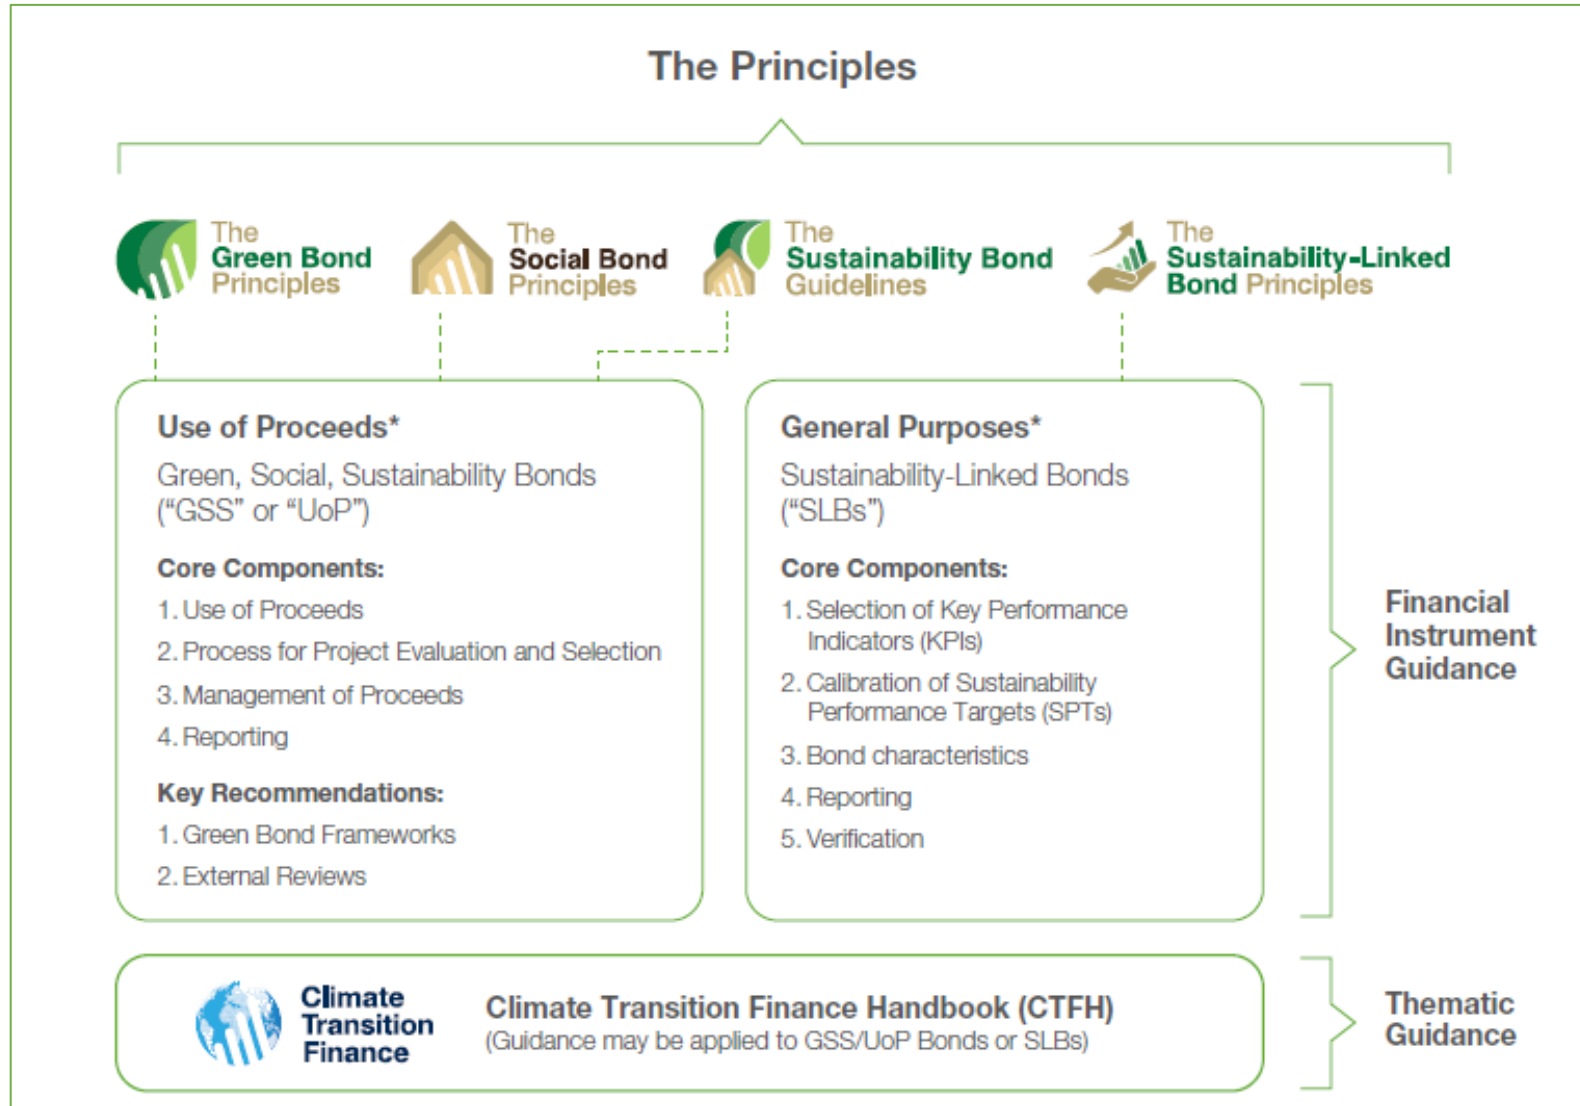 The Principles
The
Green Bond
Principles
The
Social Bond
Principles
The
Sustainability Bond
Guidelines
The
Sustainability-Linked
Bond Principles
Use of Proceeds*
Green, Social, Sustainability Bonds
(“GSS” or “UoP”)
Core Components:
1. Use of Proceeds
2. Process for Project Evaluation and Selection
3. Management of Proceeds
4. Reporting
Key Recommendations:
1. Green Bond Frameworks
2. External Reviews
General Purposes*
Sustainability-Linked Bonds
(“SLBs”)
Core Components:
1. Selection of Key Performance
Indicators (KPIs)
2. Calibration of Sustainability
Performance Targets (SPTs)
3. Bond characteristics
4. Reporting
5. Verification
Financial
Instrument
Guidance
Climate
Transition
Finance
Climate Transition Finance Handbook (CTFH)
(Guidance may be applied to GSS/UoP Bonds or SLBs)
Thematic
Guidance